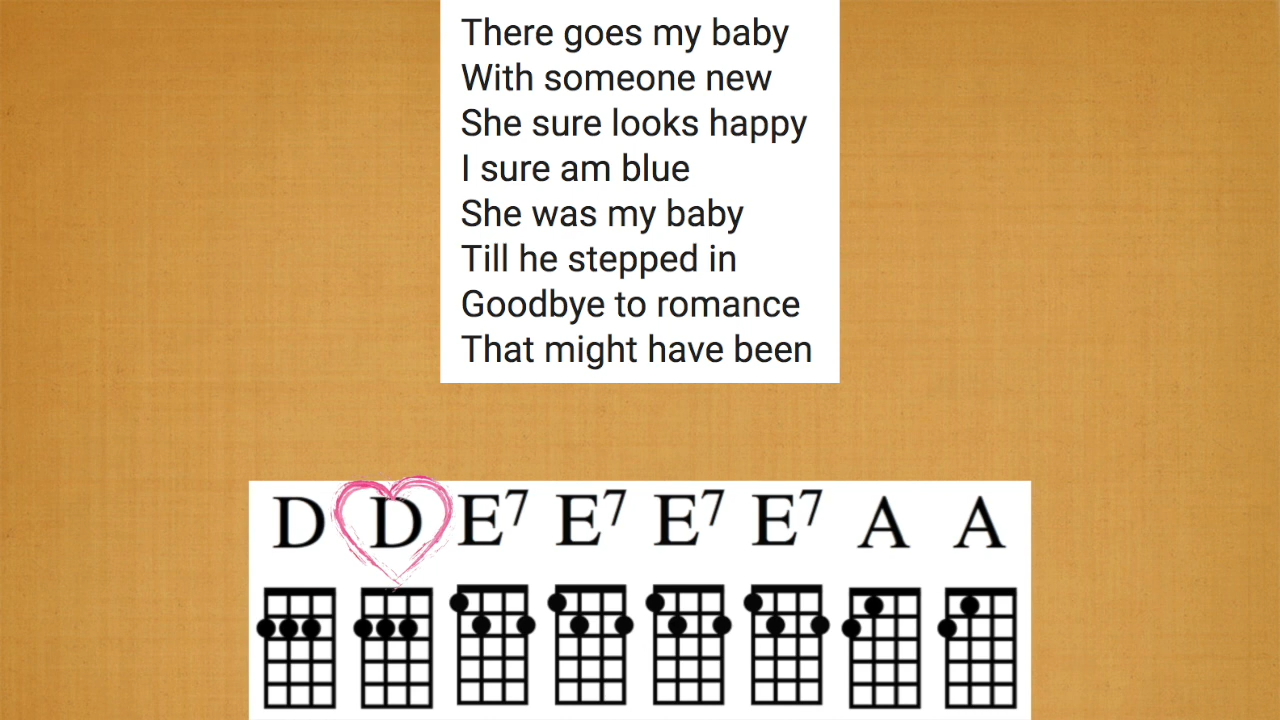 There goes my baby
With someone new
She sure looks happy
I sure am blue
She was my baby
Till he stepped in
Goodbye to romance
That might have been
D D E7 E7 E7 E7 A A